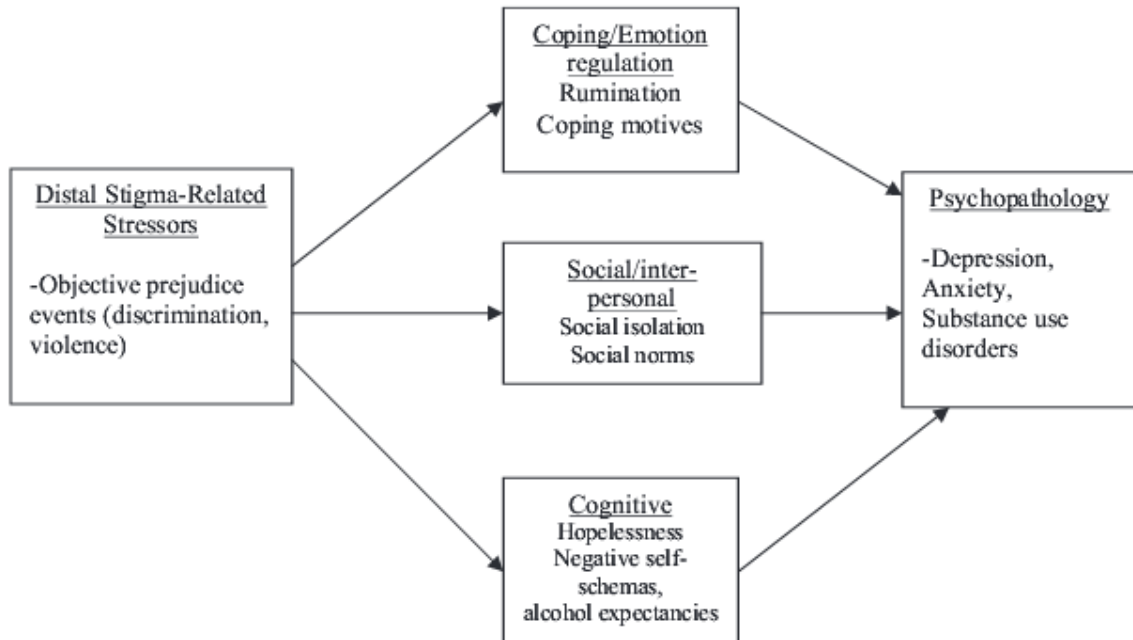 Distal Stigma-Related
Stressors
-Objective prejudice
events (discrimination,
violence)
Coping/Emotion
regulation
Rumination
Coping motives
Social/inter-
personal
Social isolation
Social norms
Cognitive
Hopelessness
Negative self-
schemas,
alcohol expectancies
Psychopathology
-Depression,
Anxiety,
Substance use
disorders